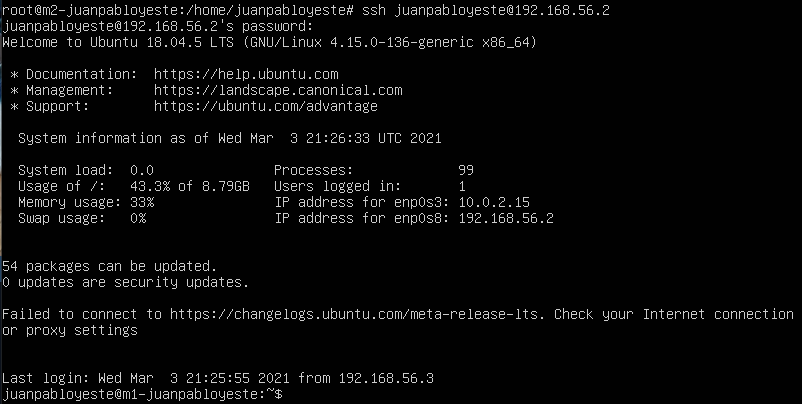 root@m2-juanpabloyeste:/home/juanpabloyeste# ssh juanpabloyeste@192.168.56.2
juanpabloyeste@192.168.56.2's password:
Welcome to Ubuntu 18.04.5 LTS (GNU/Linux 4.15.0-136-generic x86_64)

 * Documentation:  https://help.ubuntu.com
 * Management:     https://landscape.canonical.com
 * Support:        https://ubuntu.com/advantage

  System information as of Wed Mar  3 21:26:33 UTC 2021

  System load:  0.0               Processes:             99
  Usage of /:   43.3% of 8.79GB   Users logged in:       1
  Memory usage: 33%               IP address for enp0s3: 10.0.2.15
  Swap usage:   0%                IP address for enp0s8: 192.168.56.2

54 packages can be updated.
0 updates are security updates.

Failed to connect to https://changelogs.ubuntu.com/meta-release-lts. Check your Internet connection
or proxy settings

Last login: Wed Mar  3 21:25:55 2021 from 192.168.56.3
juanpabloyeste@m1-juanpabloyeste:~$